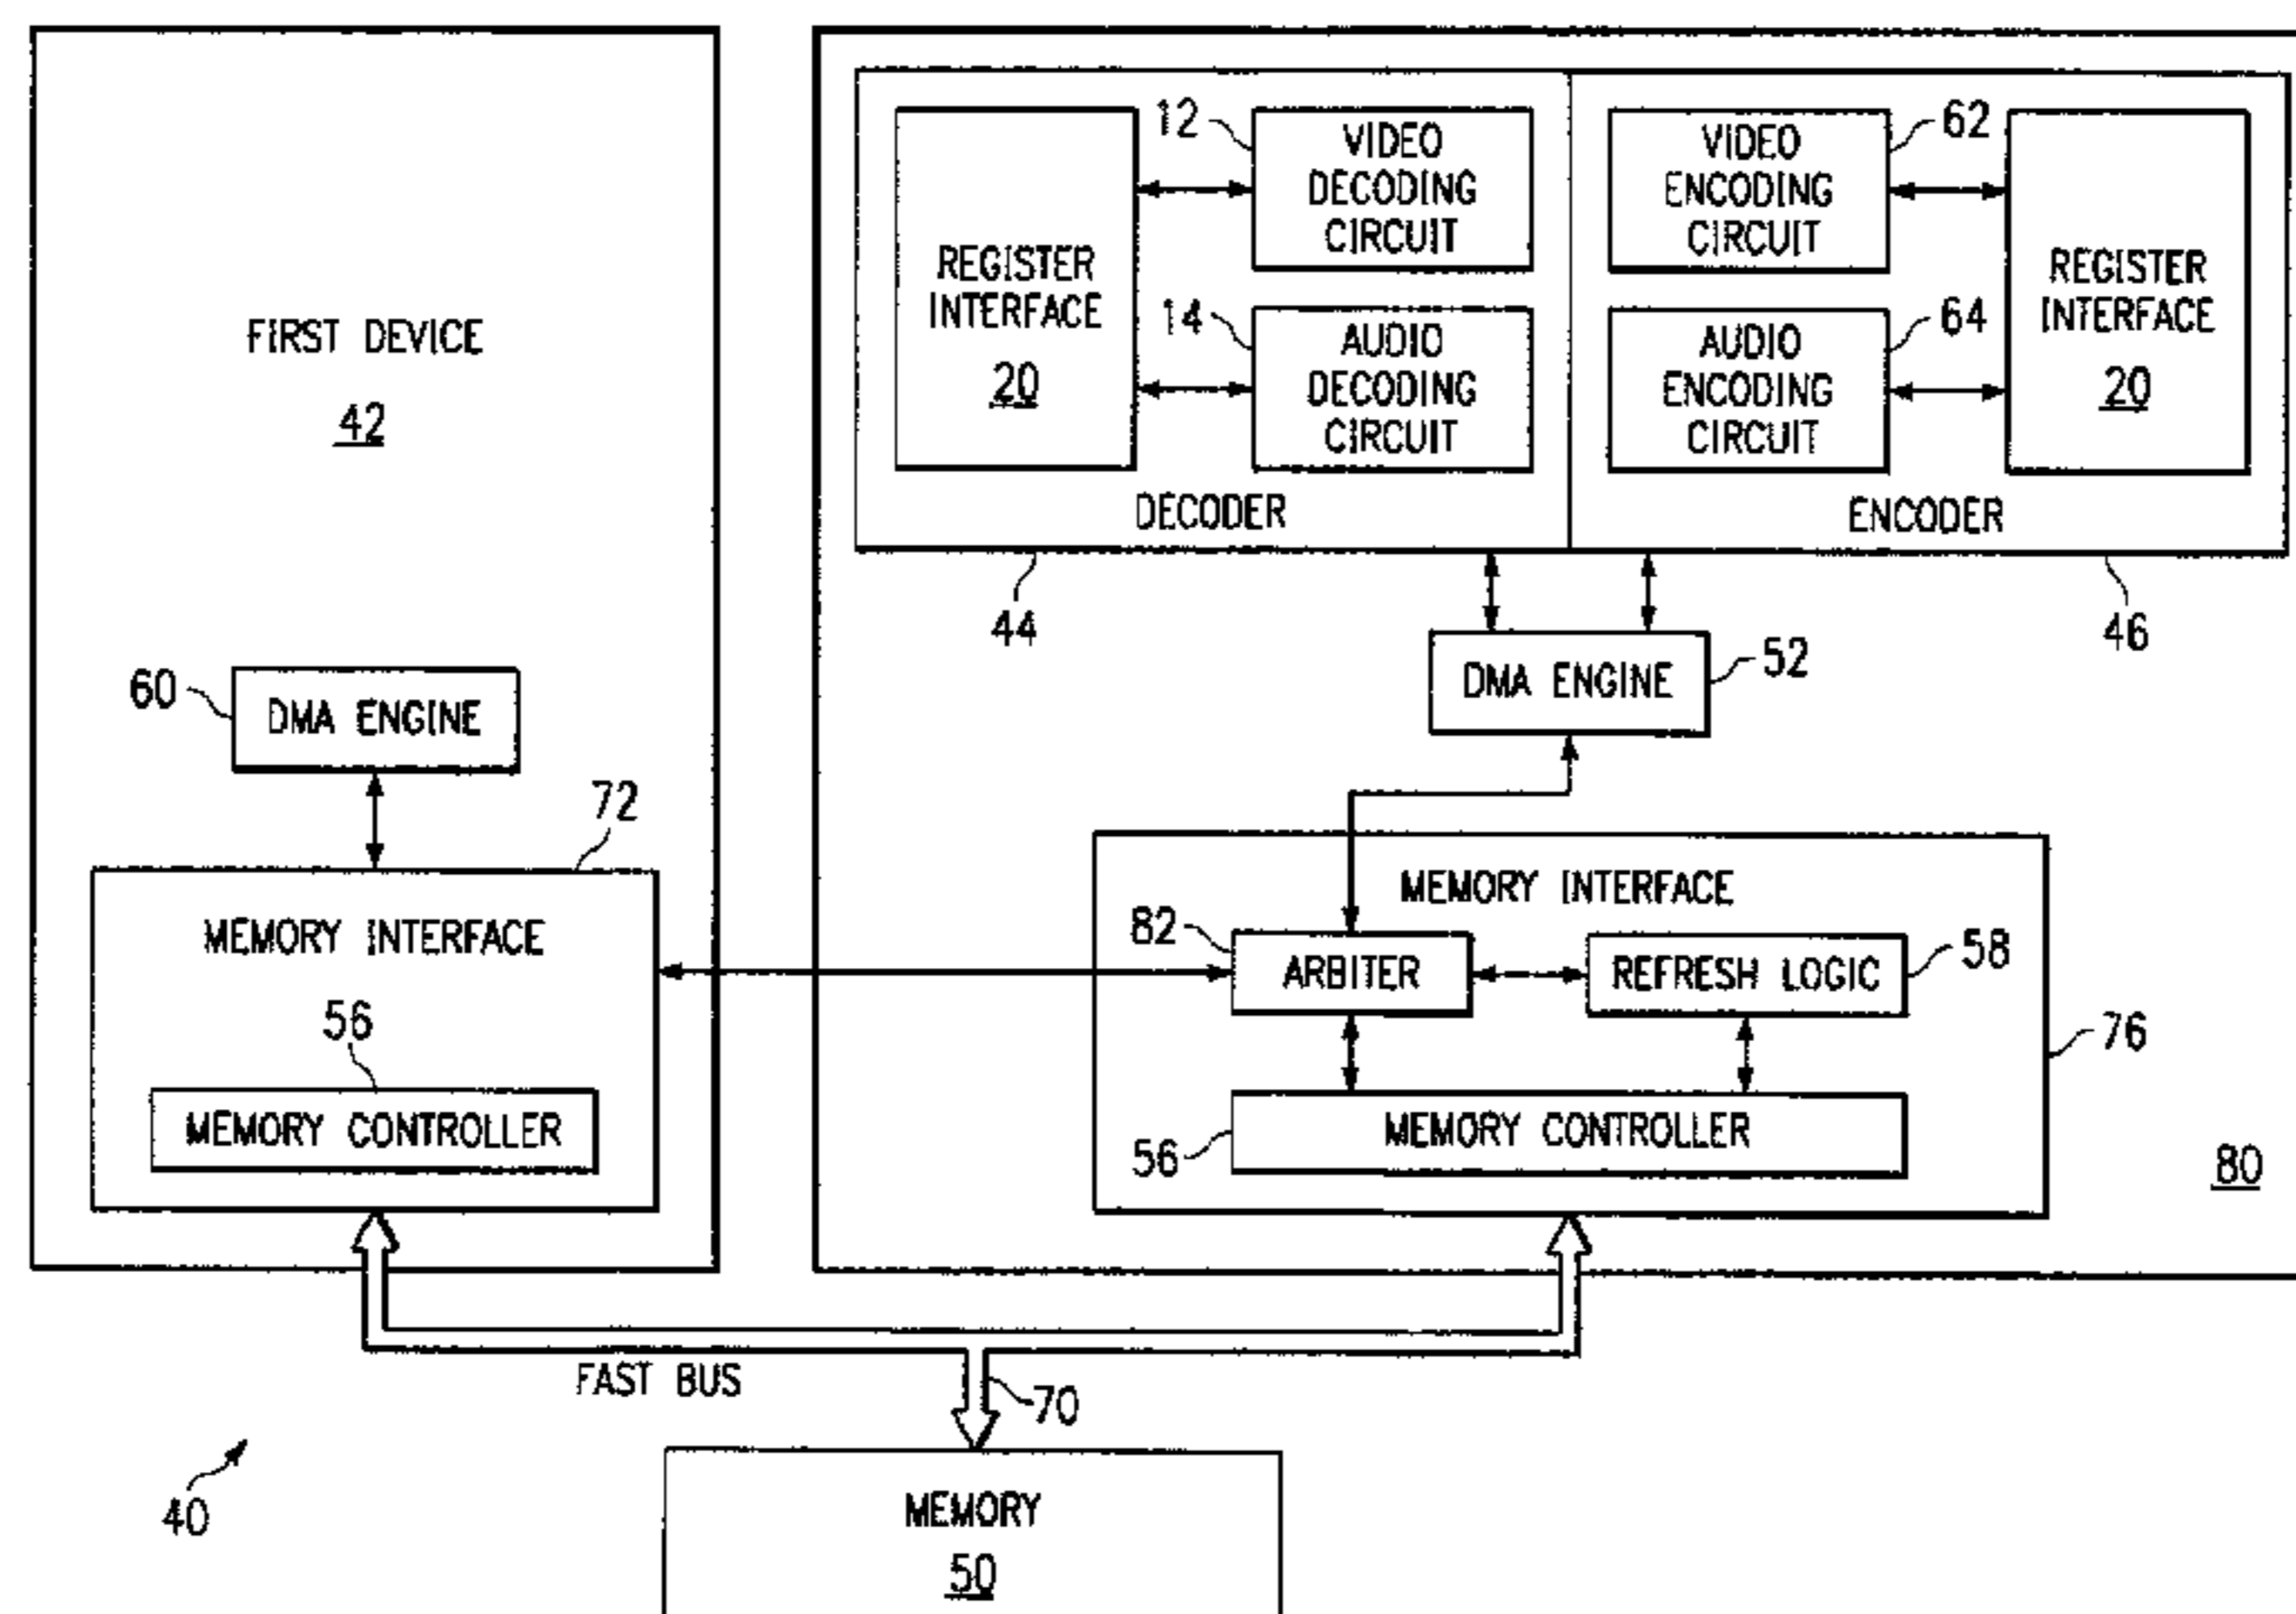 FIRST DEVICE
42
60
DMA ENGINE
72
MEMORY INTERFACE
56
MEMORY CONTROLLER
REGISTER
INTERFACE
20
12
VIDEO
DECODING
CIRCUIT
14
AUDIO
DECODING
CIRCUIT
DECODER
44
VIDEO
ENCODING
CIRCUIT
62
AUDIO
ENCODING
CIRCUIT
64
REGISTER
INTERFACE
20
ENCODER
46
DMA ENGINE
52
MEMORY INTERFACE
82
ARBITER
REFRESH LOGIC
58
76
56
MEMORY CONTROLLER
80
FAST BUS
70
40
MEMORY
50